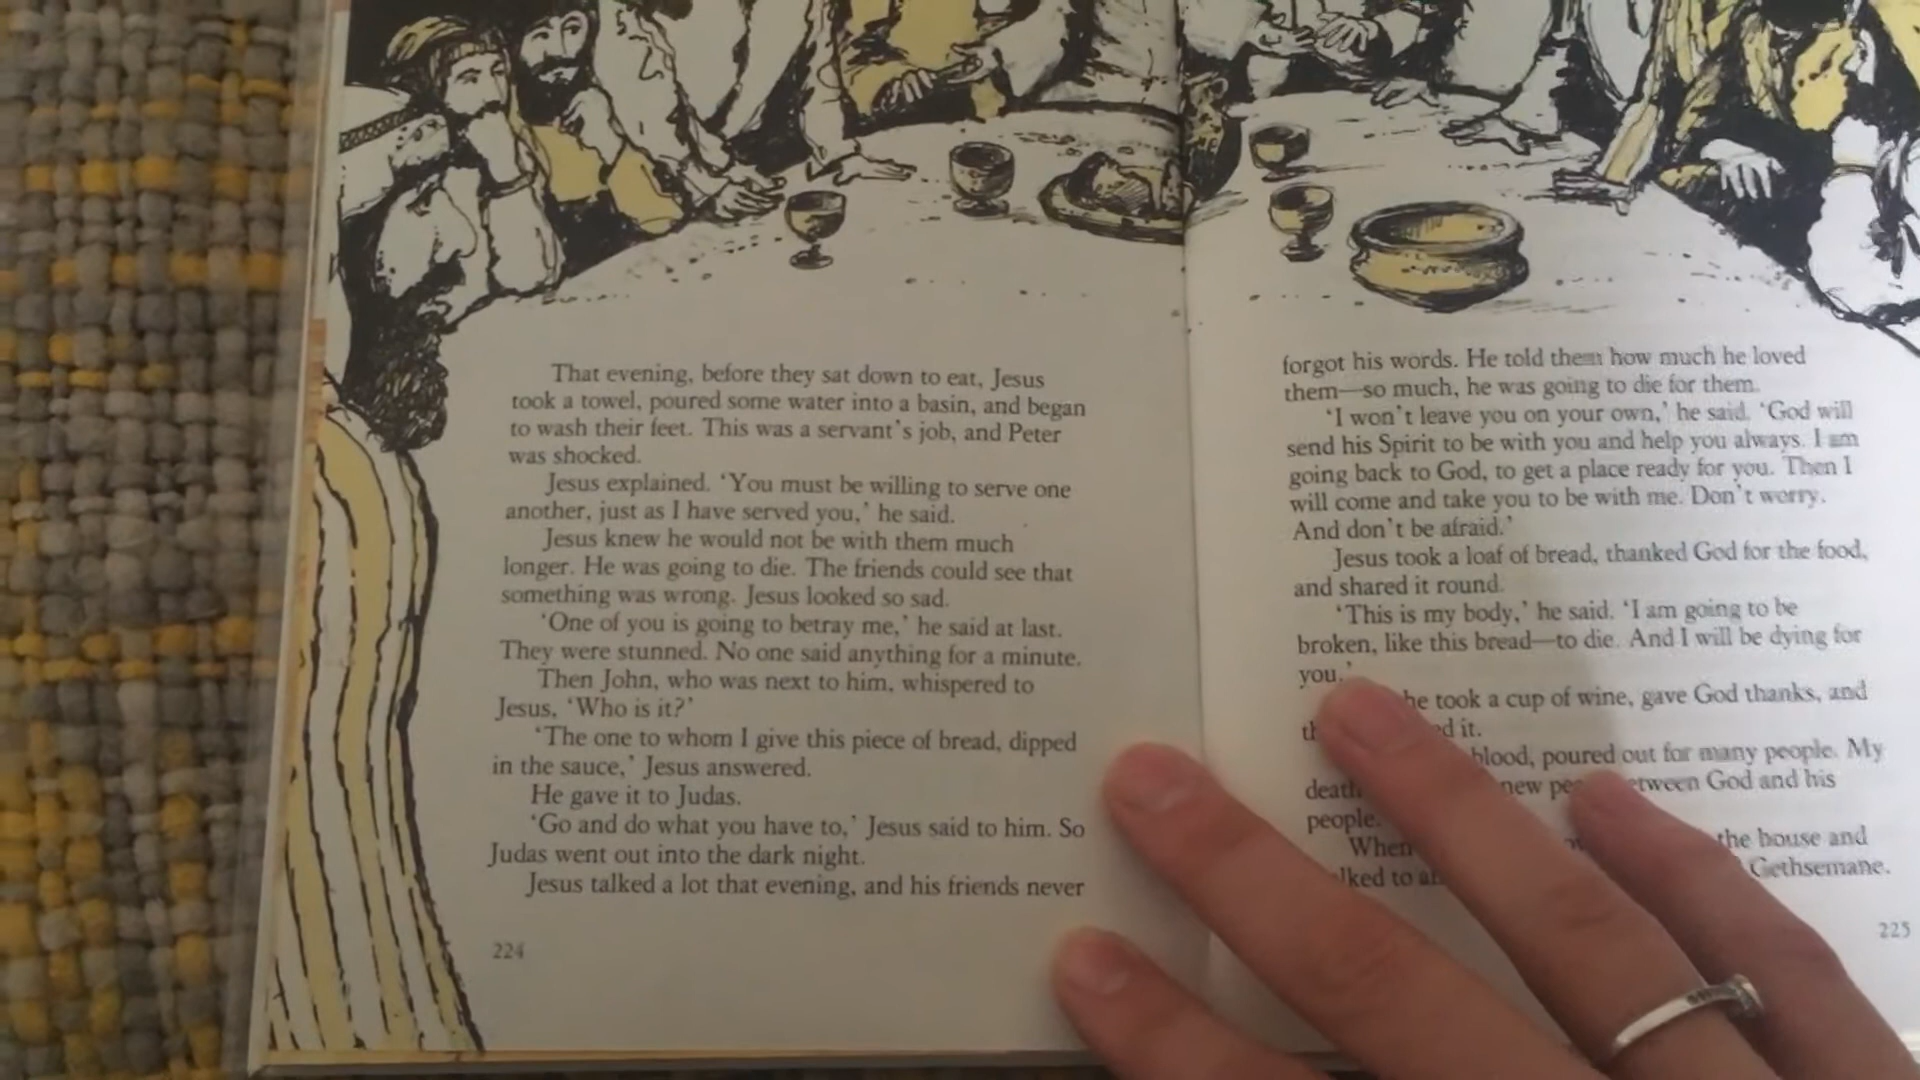 That evening, before they sat down to eat, Jesus
took a towel, poured some water into a basin, and began
to wash their feet. This was a servant's job, and Peter
was shocked.
Jesus explained. 'You must be willing to serve one
another, just as I have served you,' he said.
Jesus knew he would not be with them much
longer. He was going to die. The friends could see that
something was wrong. Jesus looked so sad.
'One of you is going to betray me,' he said at last.
They were stunned. No one said anything for a minute.
Then John, who was next to him, whispered to
Jesus, 'Who is it?'
'The one to whom I give this piece of bread, dipped
in the sauce,' Jesus answered.
He gave it to Judas.
'Go and do what you have to,' Jesus said to him. So
Judas went out into the dark night.
Jesus talked a lot that evening, and his friends never
224
forgot his words. He told them how much he loved
them—so much, he was going to die for them.
'I won't leave you on your own,' he said. 'God will
send his Spirit to be with you and help you always. I am
going back to God, to get a place ready for you. Then I
will come and take you to be with me. Don't worry.
And don't be afraid.'
Jesus took a loaf of bread, thanked God for the food,
and shared it round.
'This is my body,' he said. 'I am going to be
broken, like this bread—to die. And I will be dying for
you.'
he took a cup of wine, gave God thanks, and
it.
blood, poured out for many people. My
death new between God and his
people.
When the house and
to Gethsemane.
225